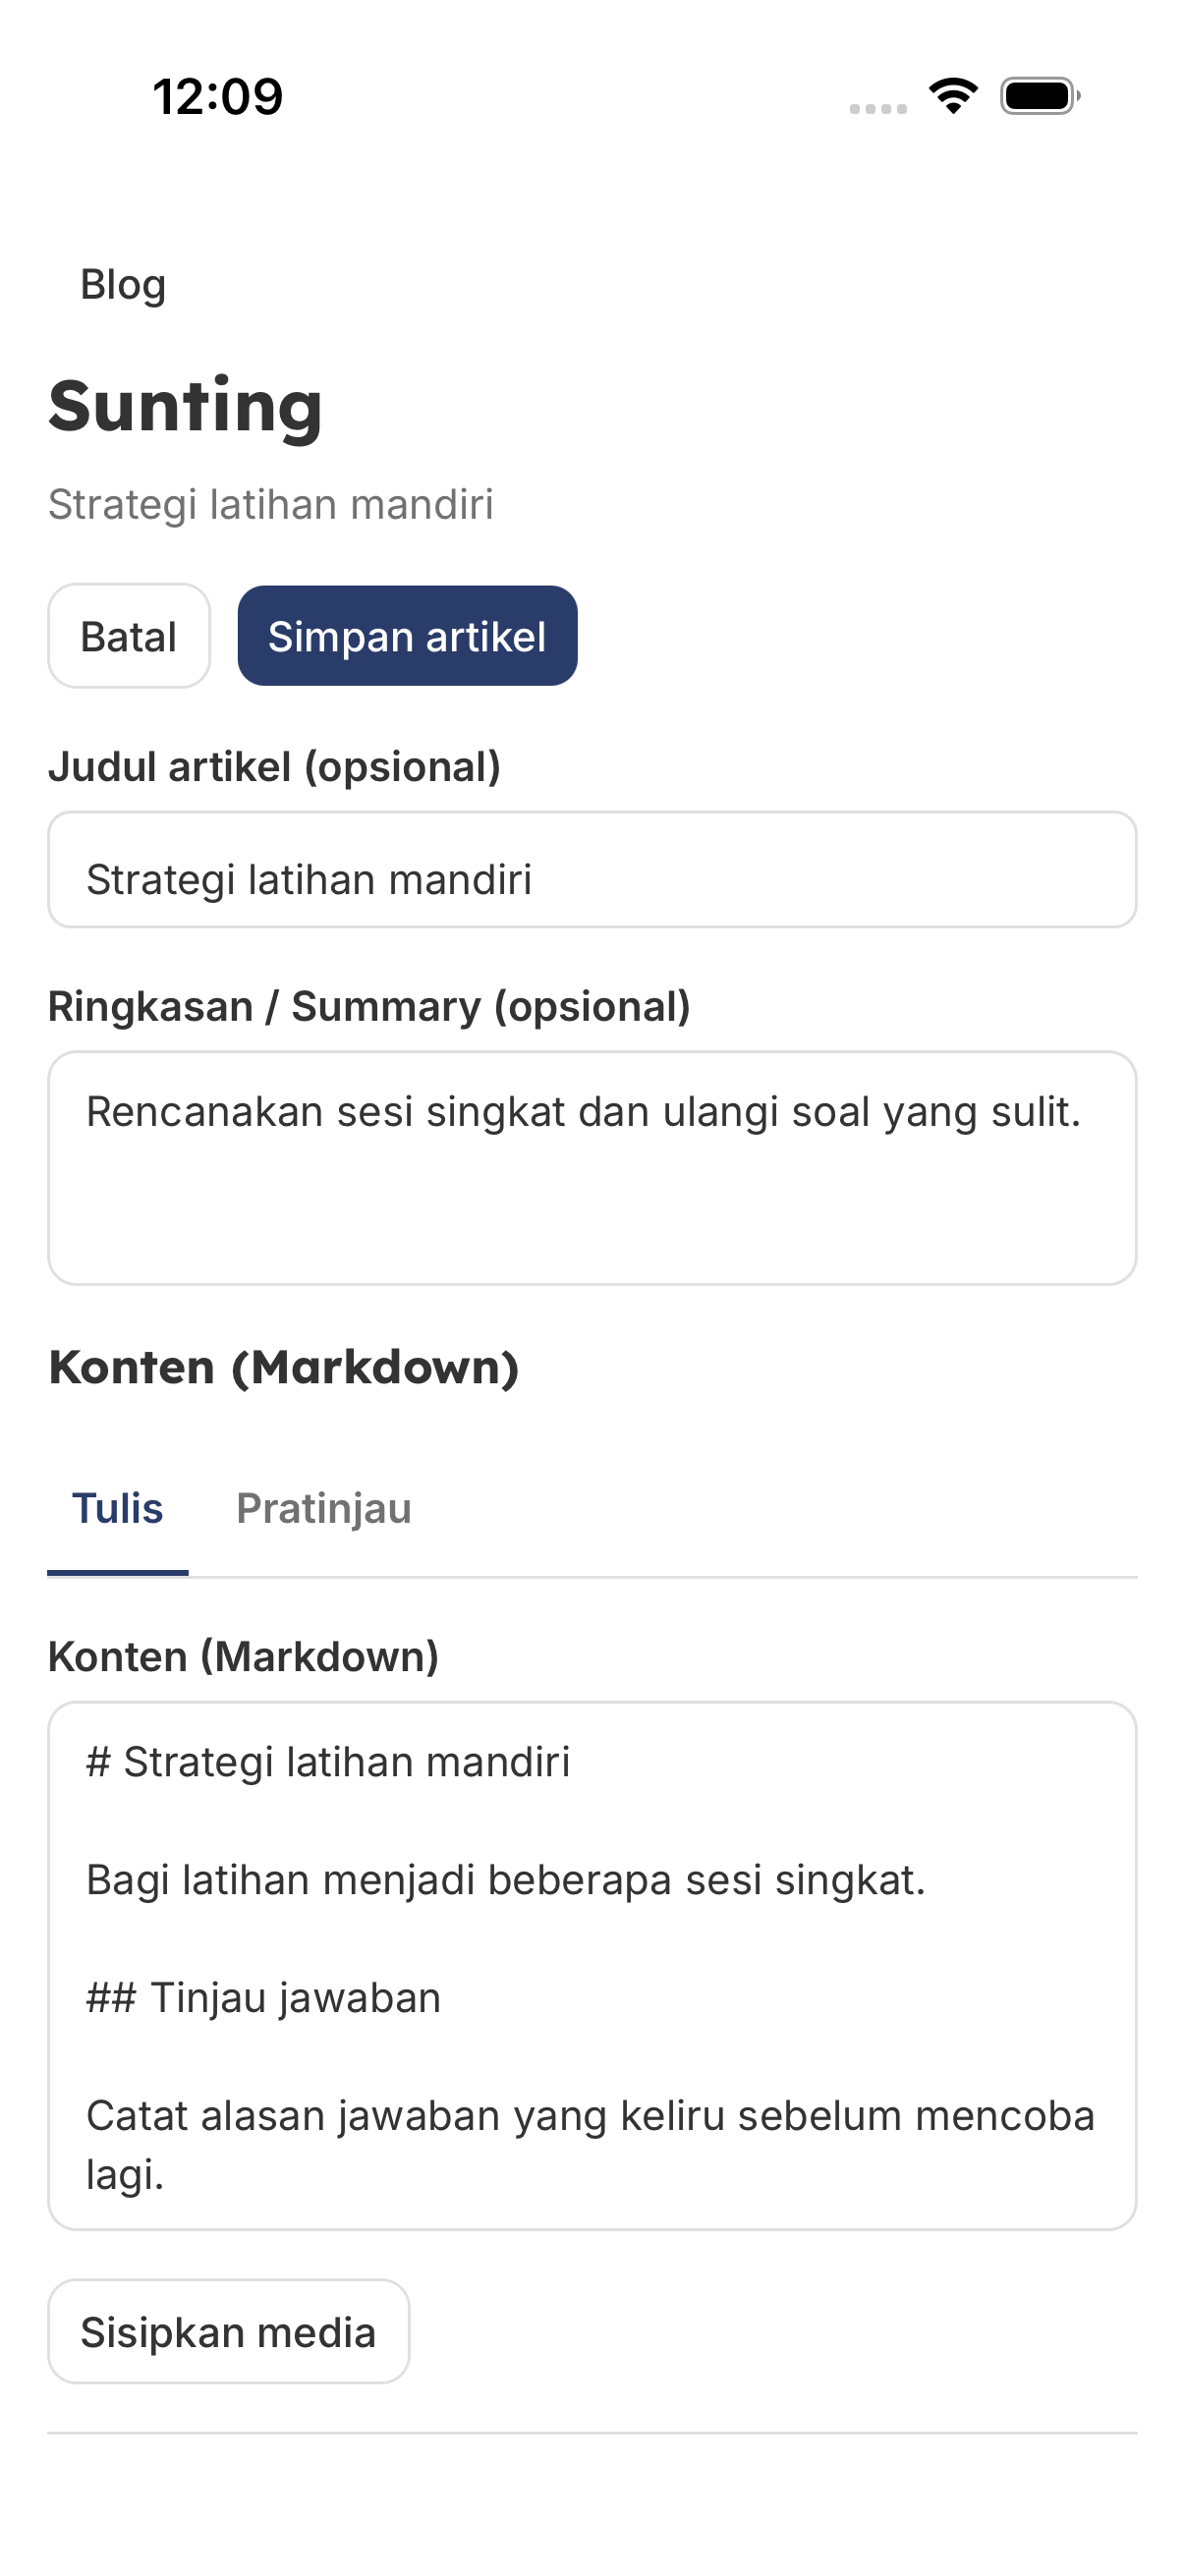 12:09
Blog
Sunting
Strategi latihan mandiri
Batal
Simpan artikel
Judul artikel (opsional)
Strategi latihan mandiri
Ringkasan / Summary (opsional)
Rencanakan sesi singkat dan ulangi soal yang sulit.
Konten (Markdown)
Tulis
Pratinjau
Konten (Markdown)
# Strategi latihan mandiri
Bagi latihan menjadi beberapa sesi singkat.
## Tinjau jawaban
Catat alasan jawaban yang keliru sebelum mencoba
lagi.
Sisipkan media